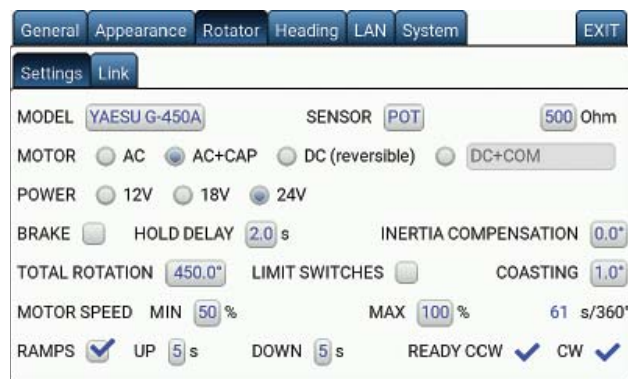 General Appearance Rotator Heading LAN System EXIT
Settings Link
MODEL YAESU G-450A SENSOR POT 500 Ohm
MOTOR AC AC+CAP DC (reversible) DC+COM
POWER 12V 18V 24V
BRAKE HOLD DELAY 2.0 s INERTIA COMPENSATION 0.0°
TOTAL ROTATION 450.0° LIMIT SWITCHES COASTING 1.0°
MOTOR SPEED MIN 50 % MAX 100 % 61 s/360°
RAMPS UP 5 s DOWN 5 s READY CCW CW